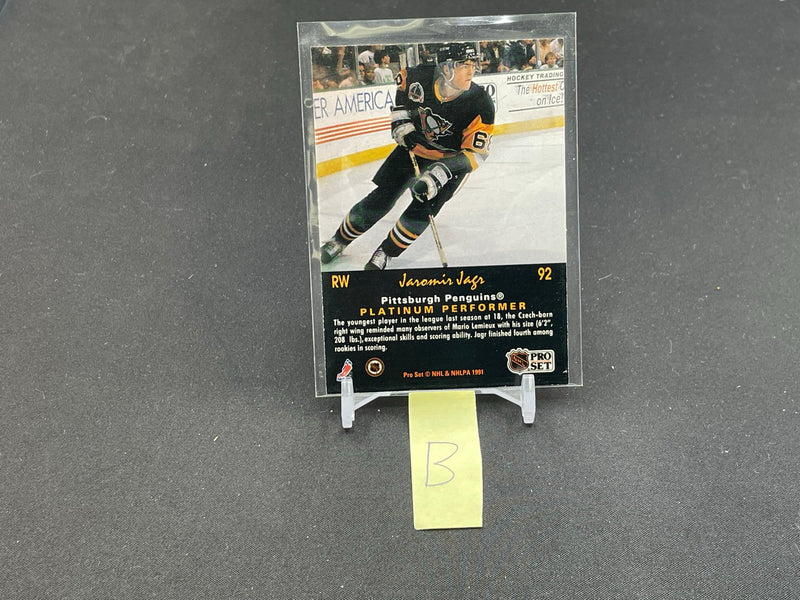 HOCKEY TRADING
ER AMERICA
The Hottest
on Ice!
6
RW Jaromir Jagr 92
Pittsburgh Penguins®
PLATINUM PERFORMER
The youngest player in the league last season at 18, the Czech-born
right wing reminded many observers of Mario Lemieux with his size (6'2",
208 lbs.), exceptional skills and scoring ability. Jagr finished fourth among
rookies in scoring.
Pro Set © NHL & NHLPA 1991
PRO
SET
B